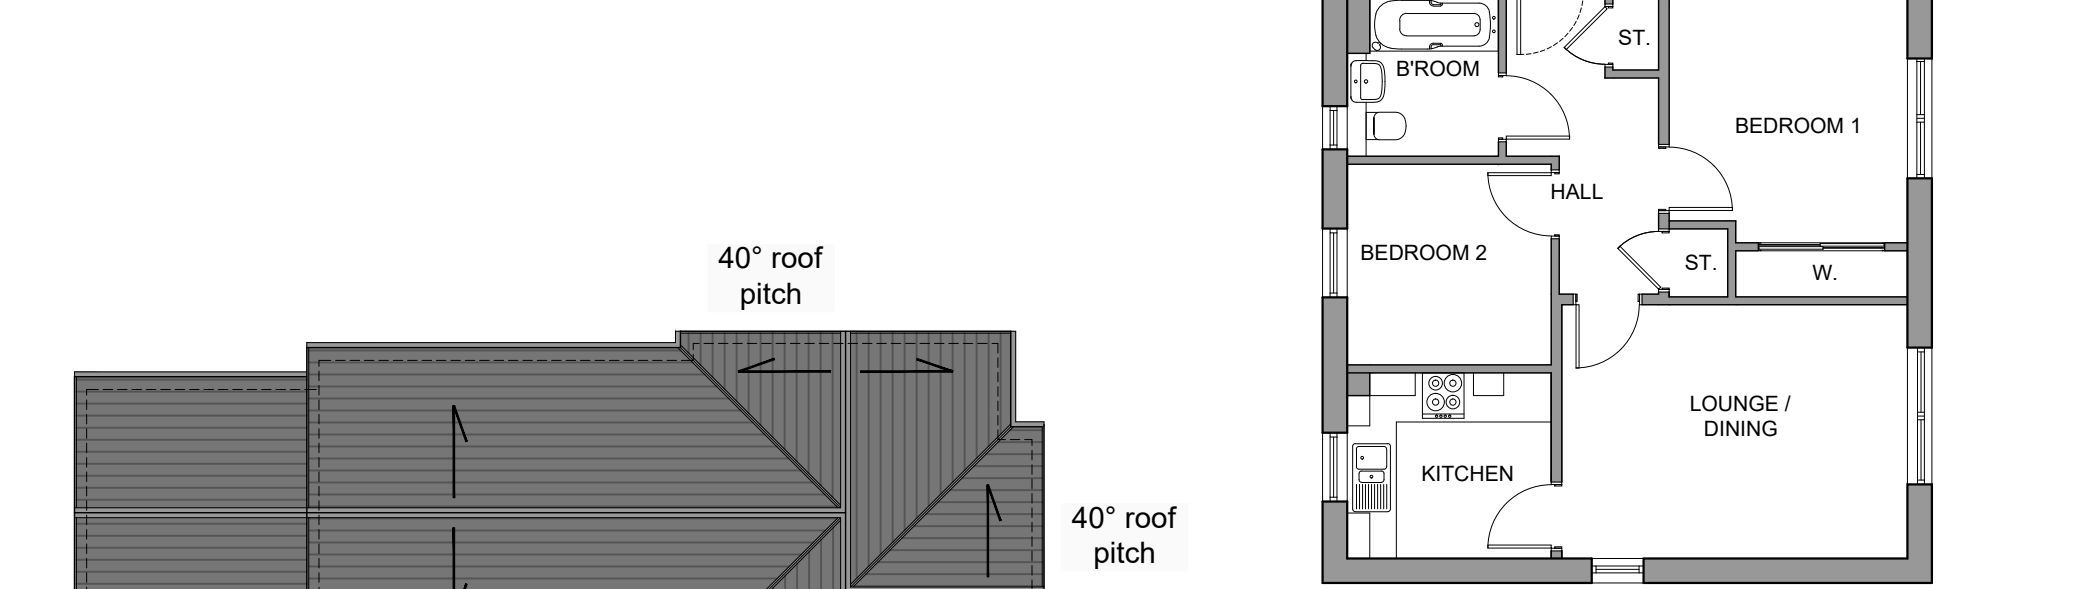 40° roof
pitch
40° roof
pitch
ST.
B'ROOM
BEDROOM 1
HALL
BEDROOM 2
ST.
W.
LOUNGE /
DINING
KITCHEN